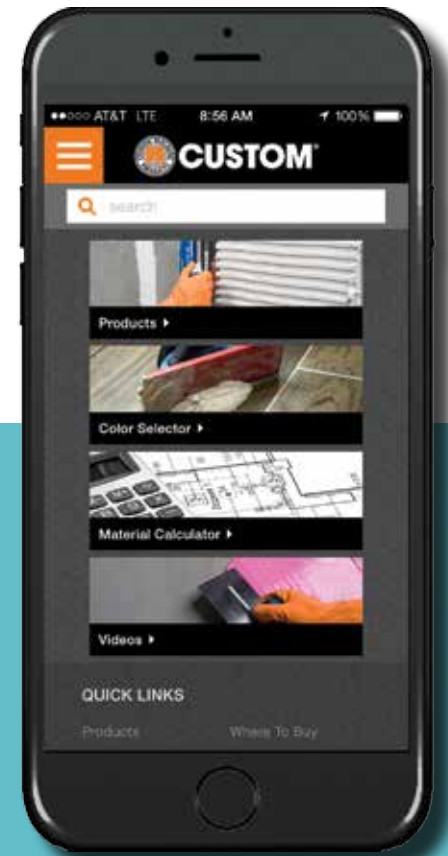 AT&T LTE 8:56 AM 100%
CUSTOM
search
Products
Color Selector
Material Calculator
Videos
QUICK LINKS
Products Where To Buy